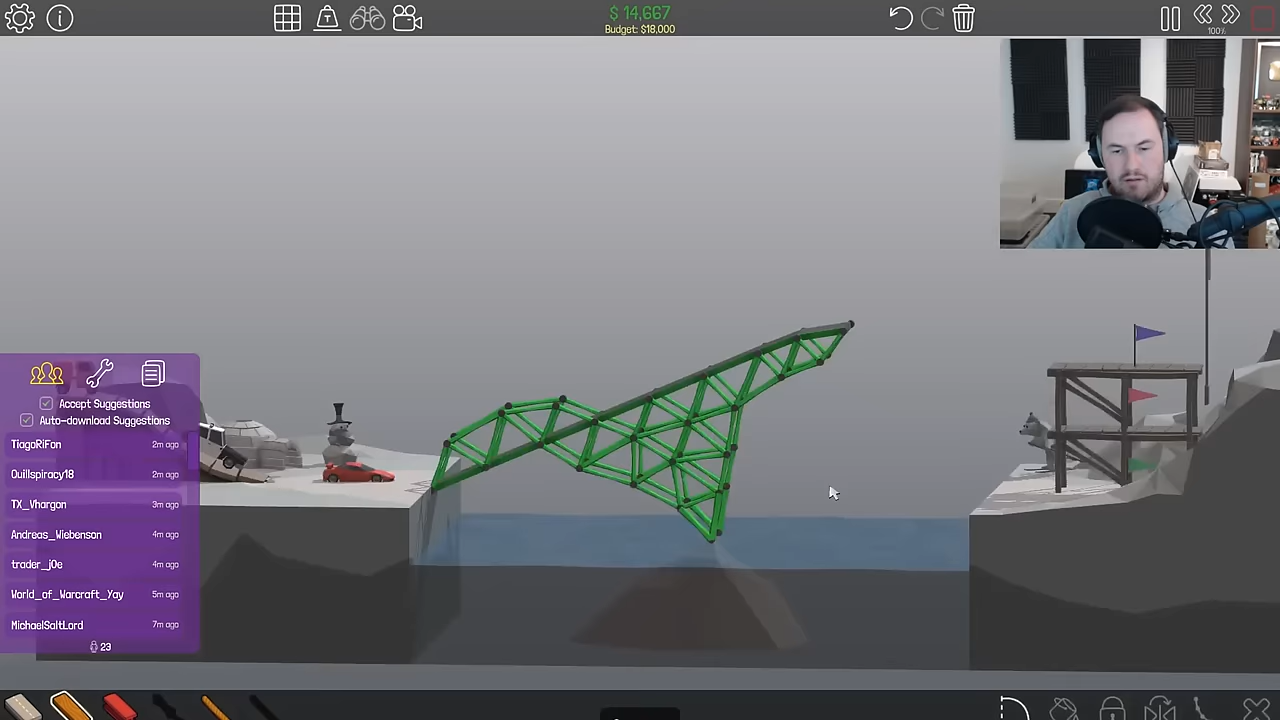 $ 14,667
Budget: $18,000
100%
Accept Suggestions
Auto-download Suggestions
TiagoRiFon 2m ago
Quillspiracy18 2m ago
TX_Vhargon 3m ago
Andreas_Wiebenson 4m ago
trader_j0e 4m ago
World_of_Warcraft_Yay 5m ago
MichaelSaltLord 7m ago
23